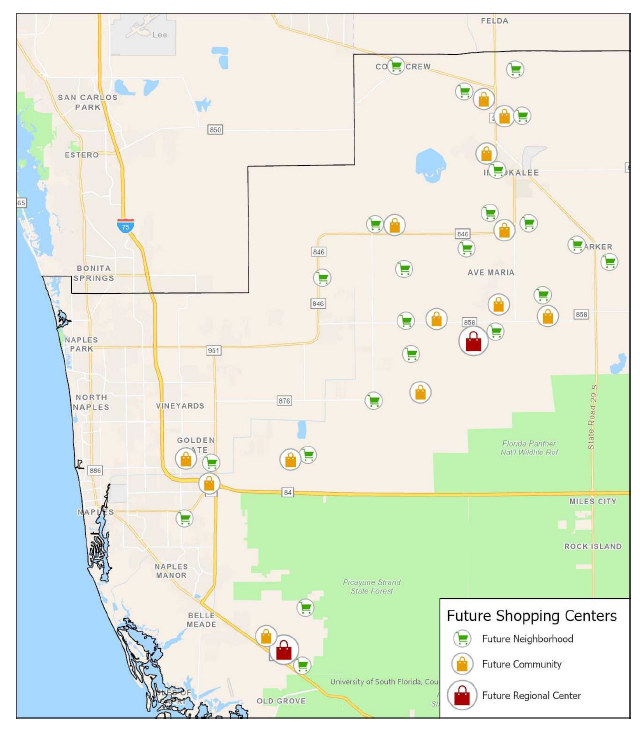 FELDA
Lee
SAN CARLOS
PARK
850
ESTERO
75
846
846
846
AVE MARIA
BONITA
SPRINGS
858
858
NAPLES
PARK
951
NORTH
NAPLES
VINEYARDS
876
GOLDEN
886
Florida Panther
Nat'l Wildlife Ref
State Road 29 S
84
MILES CITY
NAPLES
ROCK ISLAND
NAPLES
MANOR
Picayune Strand
State Forest
BELLE
MEADE
University of South Florida, Cou
OLD GROVE
Future Shopping Centers
Future Neighborhood
Future Community
Future Regional Center